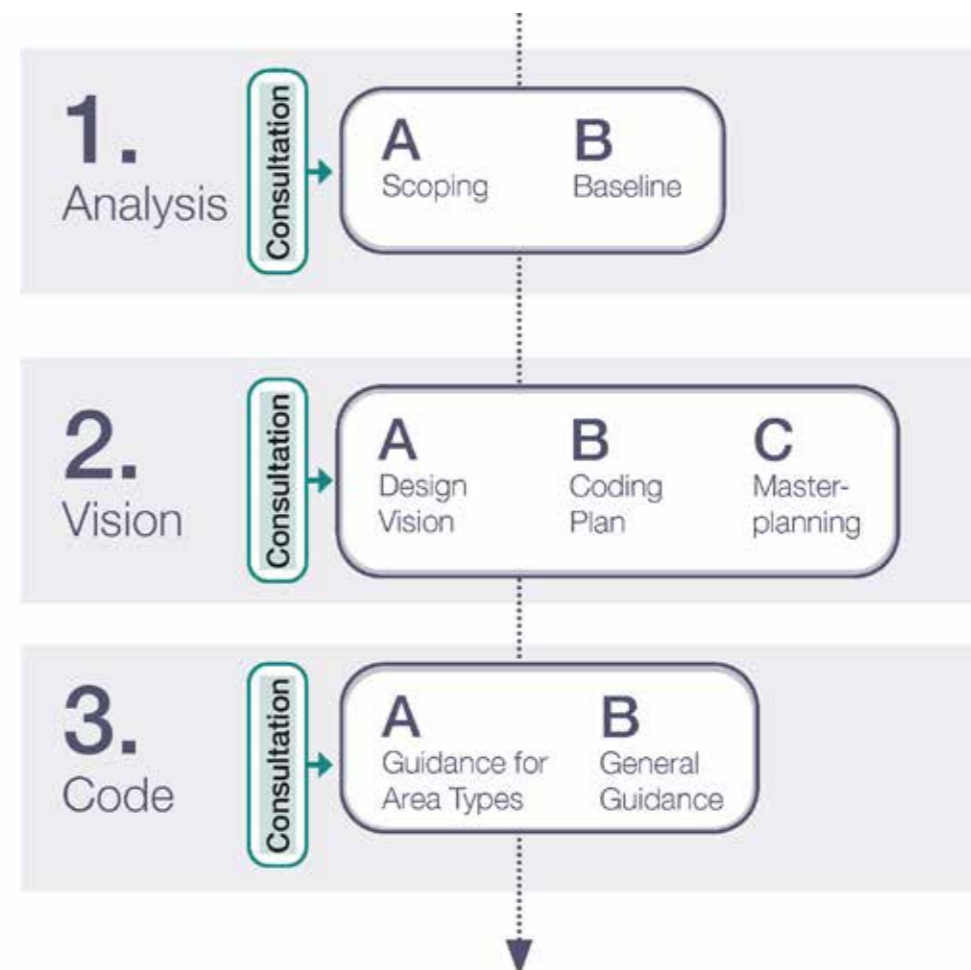 1.
Analysis
Consultation
A
Scoping
B
Baseline
2.
Vision
Consultation
A
Design
Vision
B
Coding
Plan
C
Master-
planning
3.
Code
Consultation
A
Guidance for
Area Types
B
General
Guidance